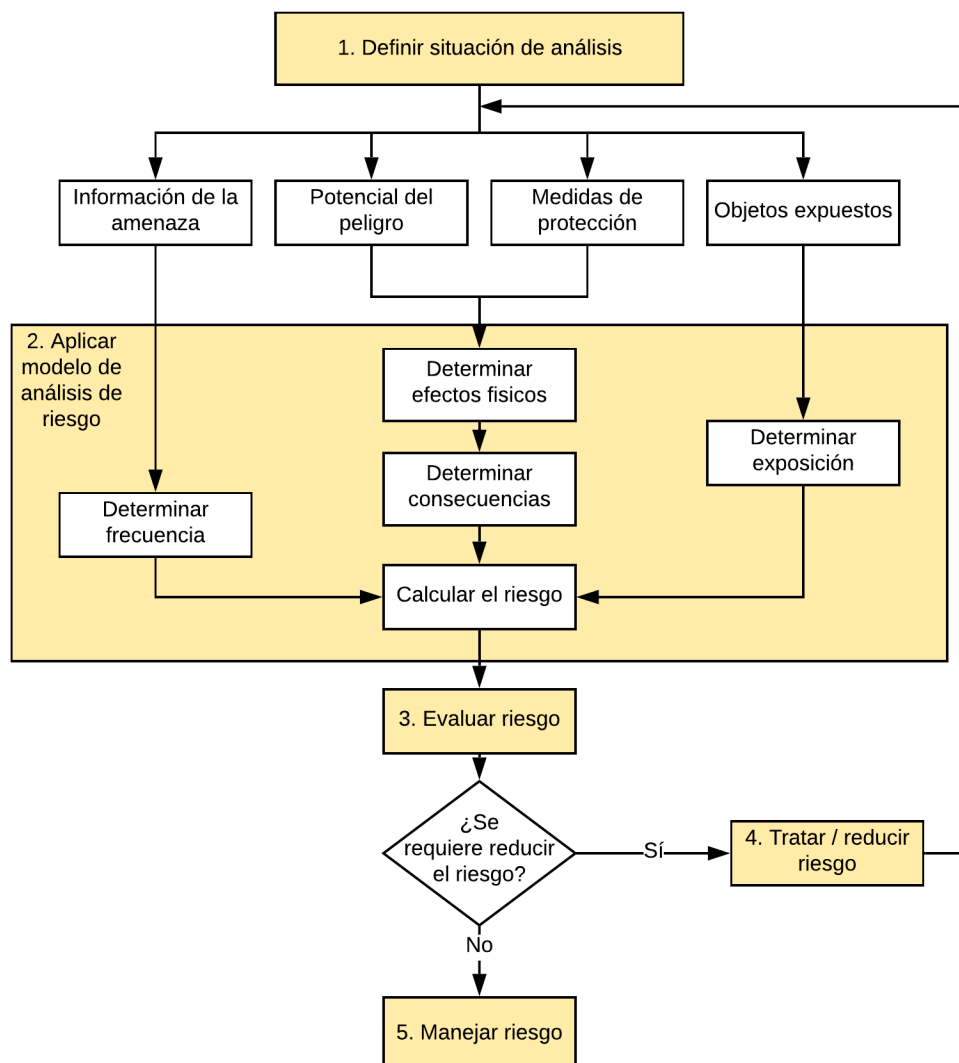 1. Definir situación de análisis
Información de la
amenaza
Potencial del
peligro
Medidas de
protección
Objetos expuestos
2. Aplicar
modelo de
análisis de
riesgo
Determinar
efectos fisicos
Determinar
exposición
Determinar
consecuencias
Determinar
frecuencia
Calcular el riesgo
3. Evaluar riesgo
¿Se
requiere reducir
el riesgo?
Sí
4. Tratar / reducir
riesgo
No
5. Manejar riesgo